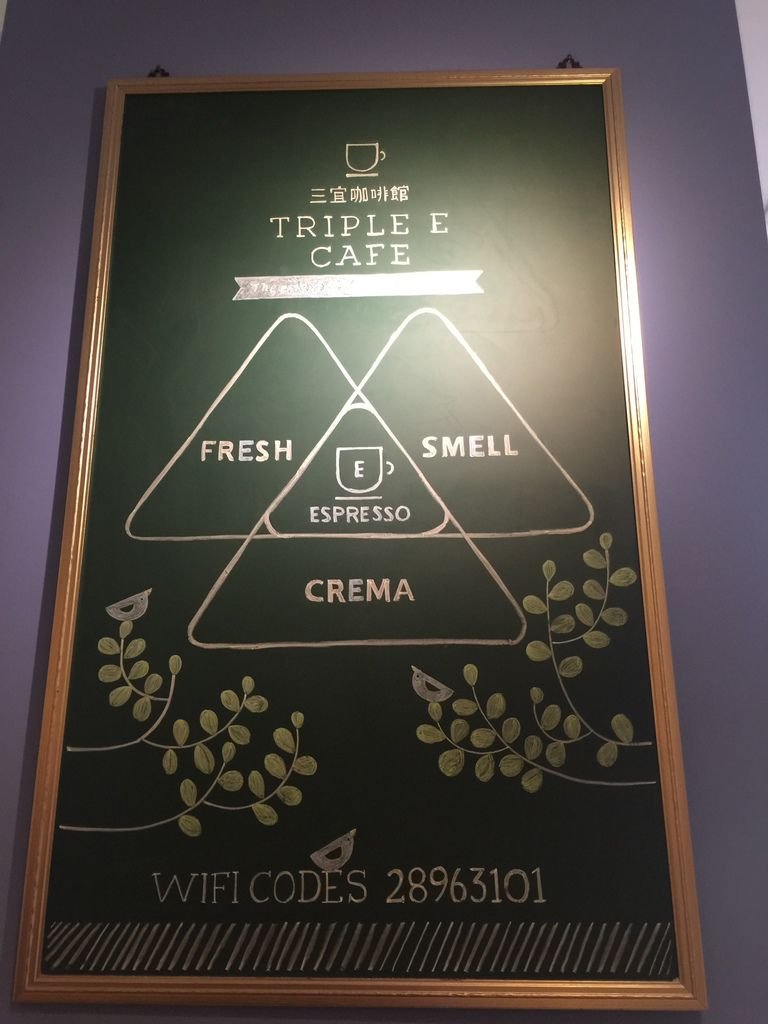 三宜咖啡館
TRIPLE E
CAFE
FRESH
SMELL
E
ESPRESSO
CREMA
WIFI CODES 28963101